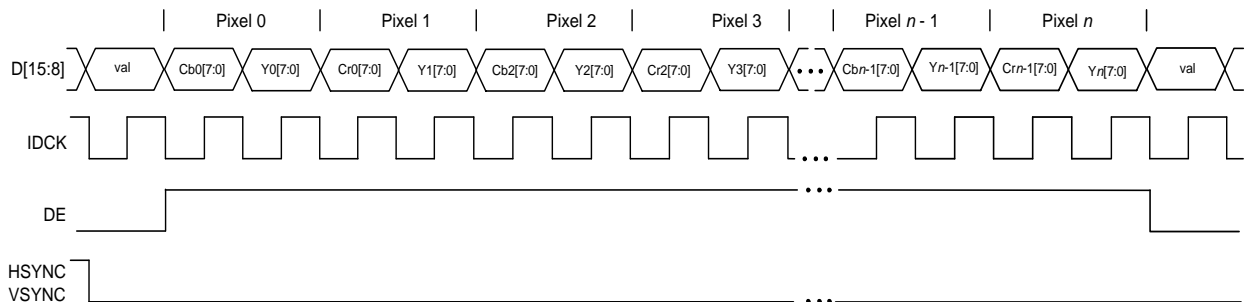 Pixel 0 Pixel 1 Pixel 2 Pixel 3 Pixel n - 1 Pixel n
D[15:8] val Cb0[7:0] Y0[7:0] Cr0[7:0] Y1[7:0] Cb2[7:0] Y2[7:0] Cr2[7:0] Y3[7:0] ... Cbn-1[7:0] Yn-1[7:0] Crn-1[7:0] Yn[7:0] val
IDCK ...
DE ...
HSYNC
VSYNC ...